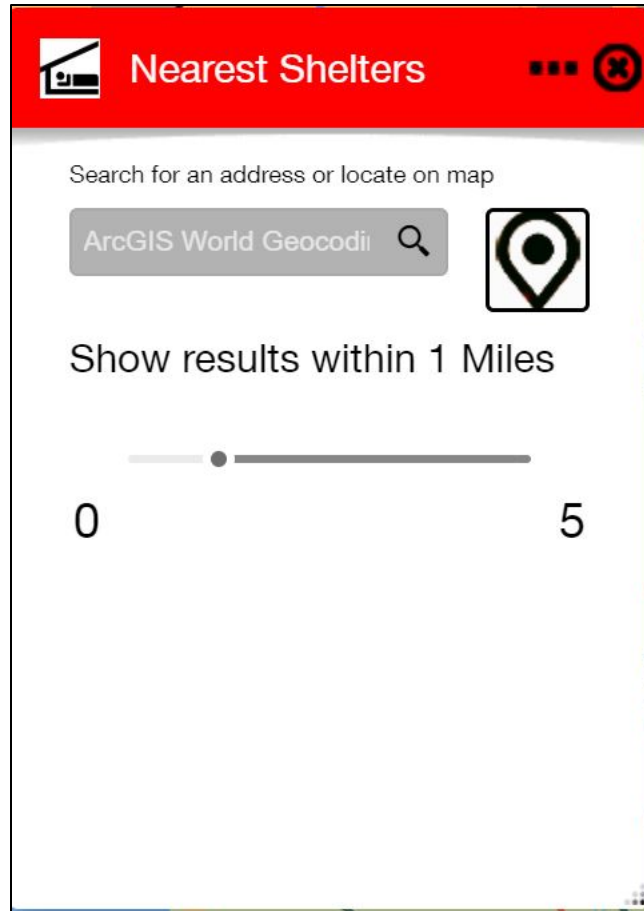 Nearest Shelters
Search for an address or locate on map
ArcGIS World Geocodi
Show results within 1 Miles
0 5